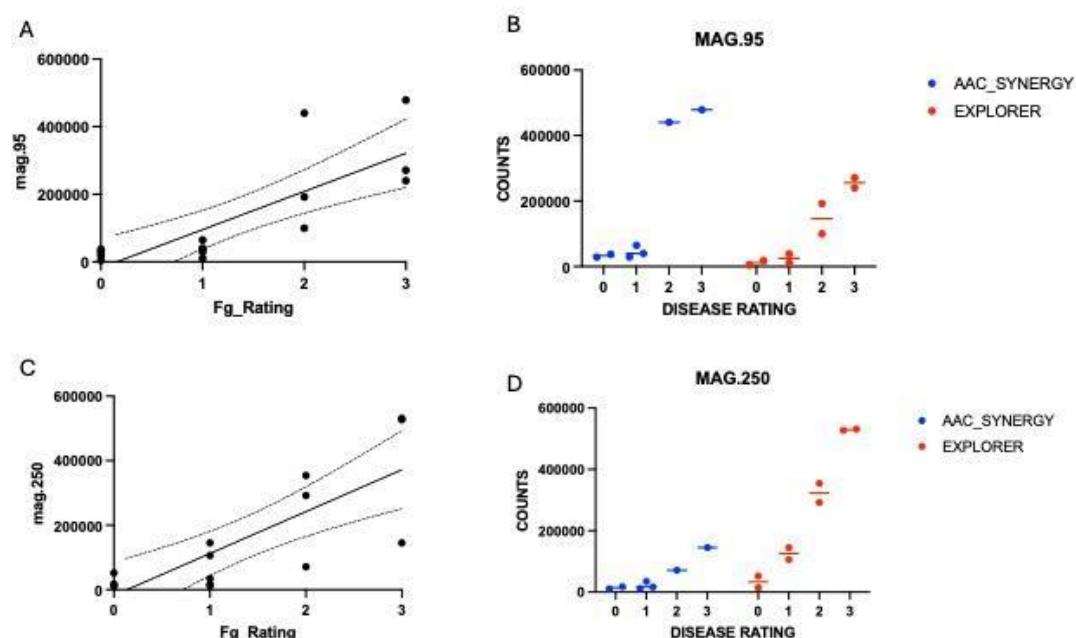 A
600000
400000
200000
0
mag.95
0 1 2 3
Fg_Rating
B
MAG.95
600000
400000
200000
0
COUNTS
0 1 2 3 0 1 2 3
DISEASE RATING
AAC_SYNERGY
EXPLORER
C
600000
400000
200000
0
mag.250
0 1 2 3
Fg_Rating
D
MAG.250
600000
400000
200000
0
COUNTS
0 1 2 3 0 1 2 3
DISEASE RATING
AAC_SYNERGY
EXPLORER